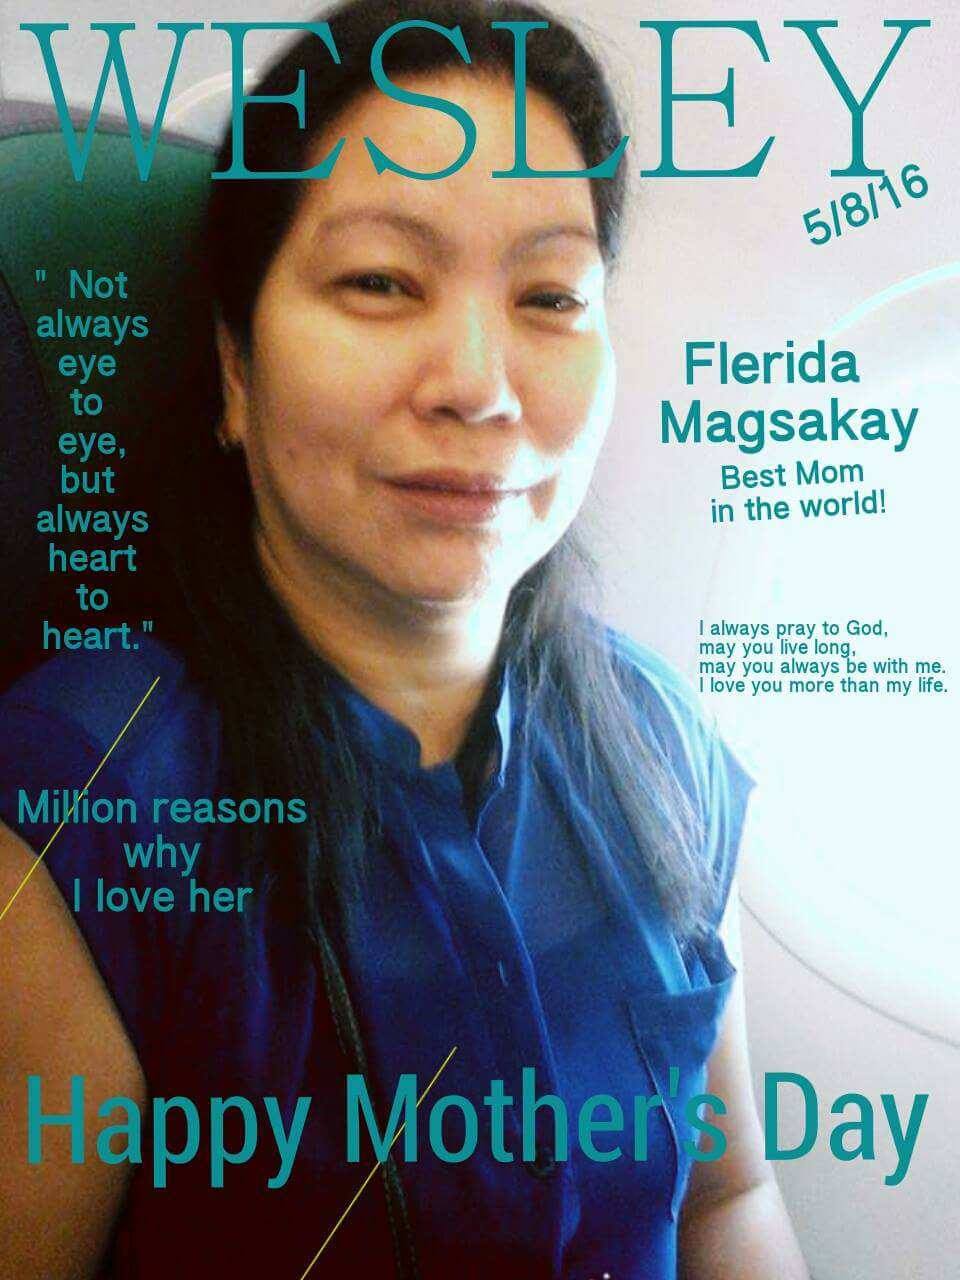 WESLEY
5/8/16
" Not
always
eye
to
eye,
but
always
heart
to
heart."
Flerida
Magsakay
Best Mom
in the world!
I always pray to God,
may you live long,
may you always be with me.
I love you more than my life.
Million reasons
why
I love her
Happy Mother's Day